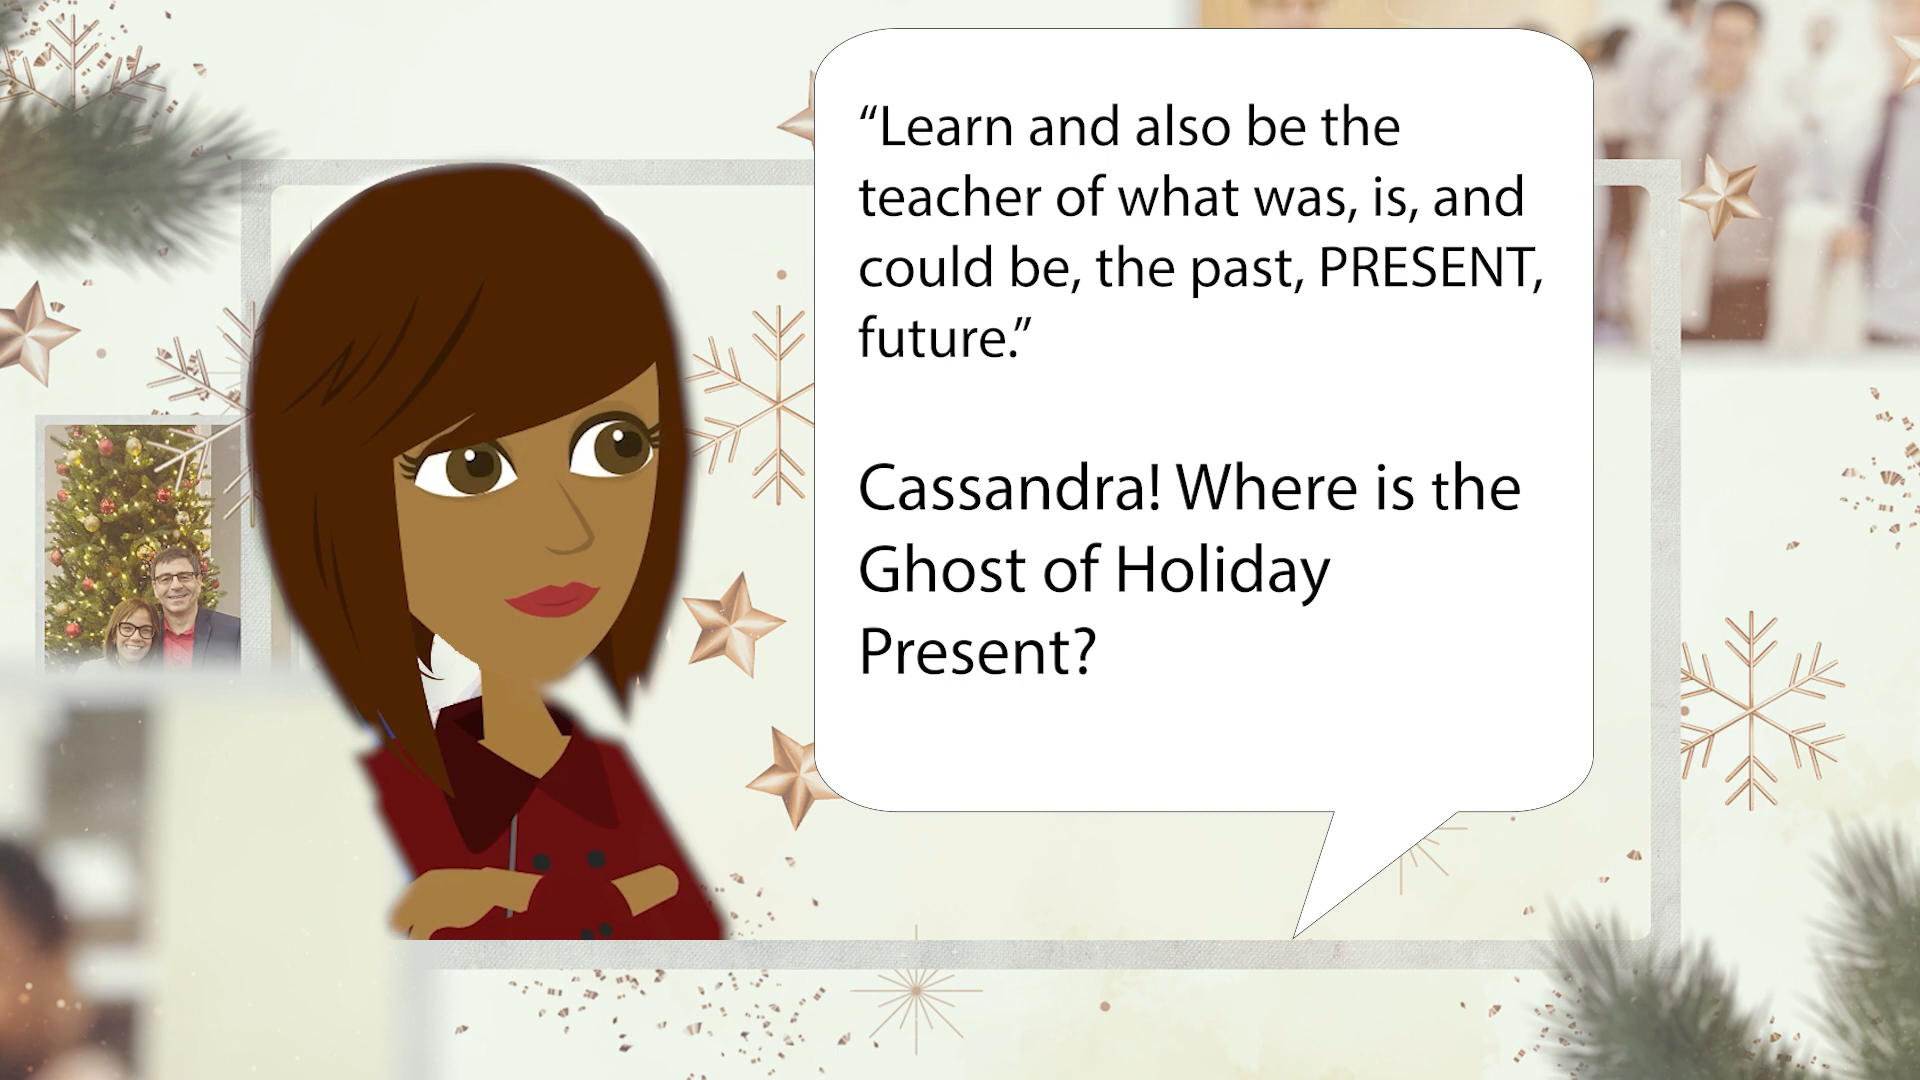 “Learn and also be the
teacher of what was, is, and
could be, the past, PRESENT,
future.”
Cassandra! Where is the
Ghost of Holiday
Present?